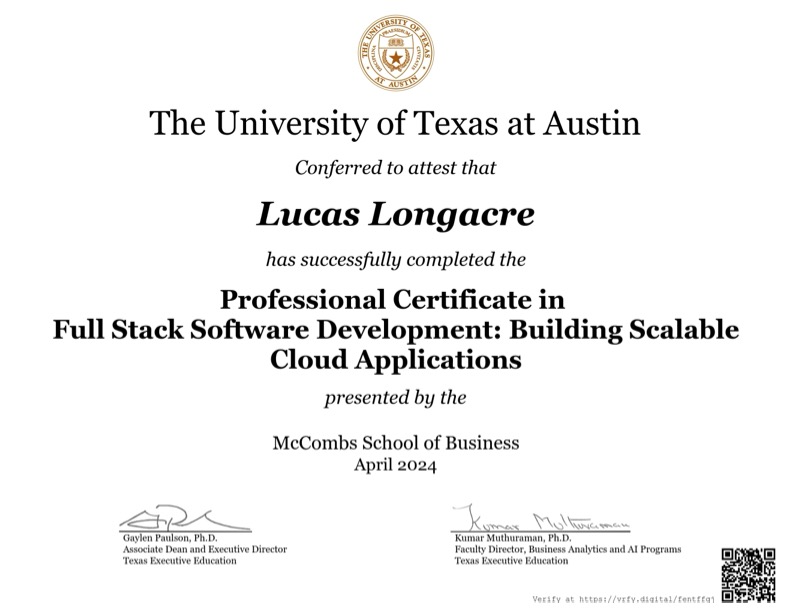 THE UNIVERSITY OF TEXAS
AT AUSTIN
The University of Texas at Austin
Conferred to attest that
Lucas Longacre
has successfully completed the
Professional Certificate in
Full Stack Software Development: Building Scalable
Cloud Applications
presented by the
McCombs School of Business
April 2024
Kumar Muthuraman
Gaylen Paulson, Ph.D.
Associate Dean and Executive Director
Texas Executive Education
Kumar Muthuraman, Ph.D.
Faculty Director, Business Analytics and AI Programs
Texas Executive Education
Verify at https://vrfy.digital/fentffqj